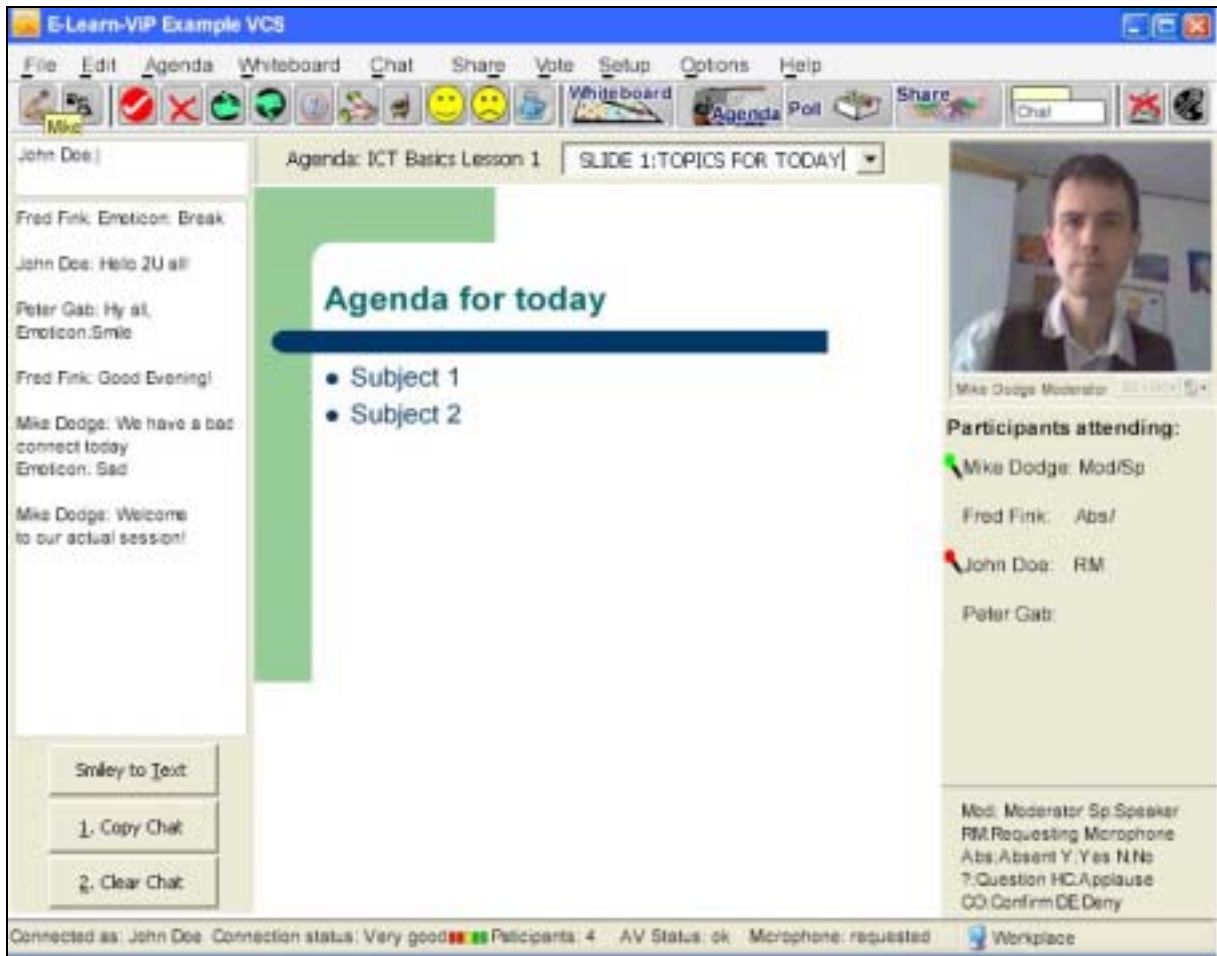 E-Learn-VIP Example VCS
File Edit Agenda Whiteboard Chat Share Vote Setup Options Help
Whiteboard Agenda Poll Share Chat
Mike
John Doe:
Agenda: ICT Basics Lesson 1 SLIDE 1:TOPICS FOR TODAY
Fred Fink: Emoticon: Break
John Doe: Hello 2U all!
Peter Gab: Hy all,
Emoticon:Smile
Fred Fink: Good Evening!
Mike Dodge: We have a bad
connect today
Emoticon: Sad
Mike Dodge: Welcome
to our actual session!
Smiley to Text
1. Copy Chat
2. Clear Chat
Agenda for today
Subject 1
Subject 2
Mike Dodge Moderator
Participants attending:
Mike Dodge: Mod/Sp
Fred Fink: Abs/
John Doe: RM
Peter Gab:
Mod: Moderator Sp:Speaker
RM:Requesting Microphone
Abs:Absent Y:Yes N:No
?:Question HC:Applause
CO:Confirm DE:Deny
Connected as: John Doe Connection status: Very good Paticipants: 4 AV Status: ok Microphone: requested Workplace